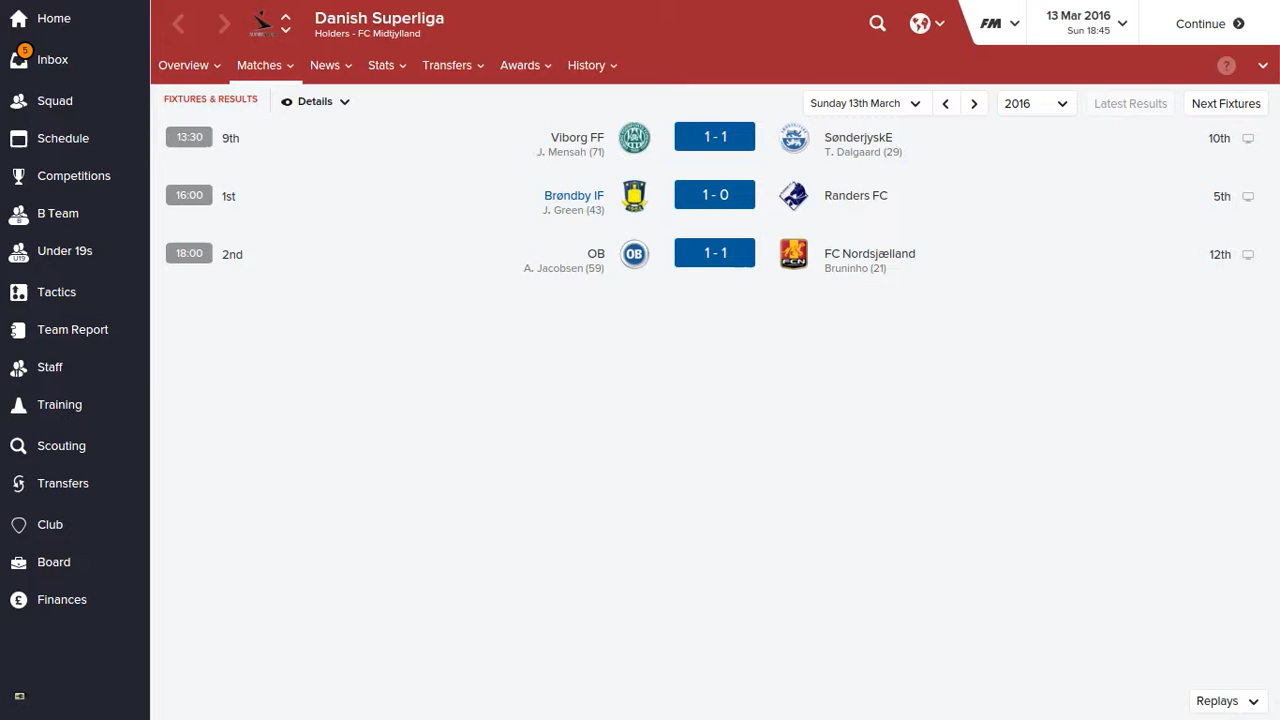 Home
5
Inbox
Squad
Schedule
Competitions
B Team
Under 19s
Tactics
Team Report
Staff
Training
Scouting
Transfers
Club
Board
Finances
Danish Superliga
Holders - FC Midtjylland
FM
13 Mar 2016
Sun 18:45
Continue
Overview Matches News Stats Transfers Awards History ?
FIXTURES & RESULTS Details Sunday 13th March 2016 Latest Results Next Fixtures
13:30 9th Viborg FF 1 - 1 SønderjyskE 10th
J. Mensah (71) T. Dalgaard (29)
16:00 1st Brøndby IF 1 - 0 Randers FC 5th
J. Green (43)
18:00 2nd OB OB 1 - 1 FCN FC Nordsjælland 12th
A. Jacobsen (59) Bruninho (21)
Replays